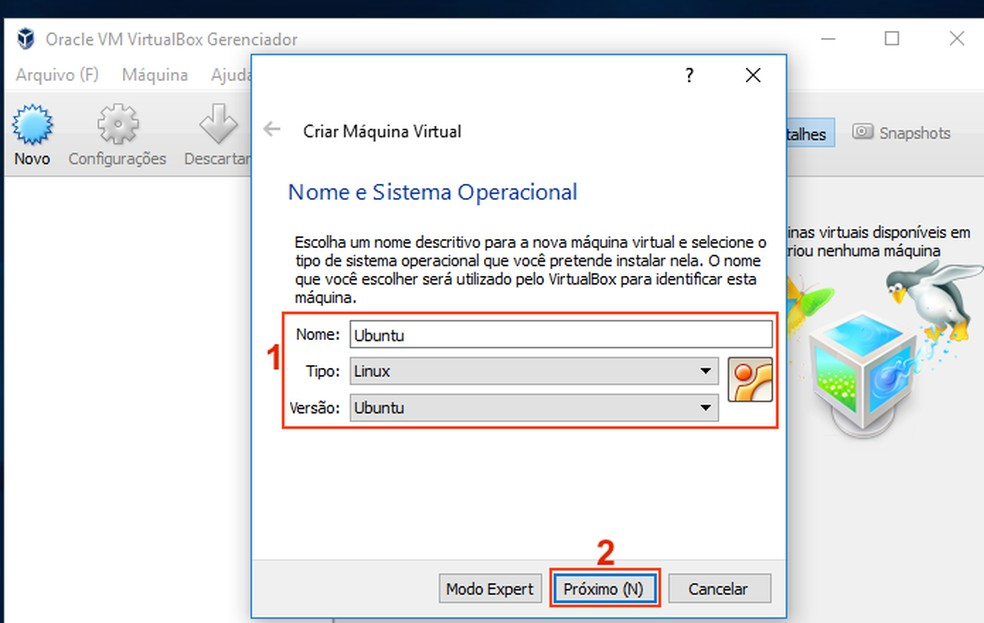 Oracle VM VirtualBox Gerenciador
Arquivo (F) Máquina Ajuda
Novo
Configurações
Descartar
talhes
Snapshots
inas virtuais disponíveis em
riou nenhuma máquina
?
Criar Máquina Virtual
Nome e Sistema Operacional
Escolha um nome descritivo para a nova máquina virtual e selecione o
tipo de sistema operacional que você pretende instalar nela. O nome
que você escolher será utilizado pelo VirtualBox para identificar esta
máquina.
1
Nome: Ubuntu
Tipo: Linux
Versão: Ubuntu
2
Modo Expert Próximo (N) Cancelar